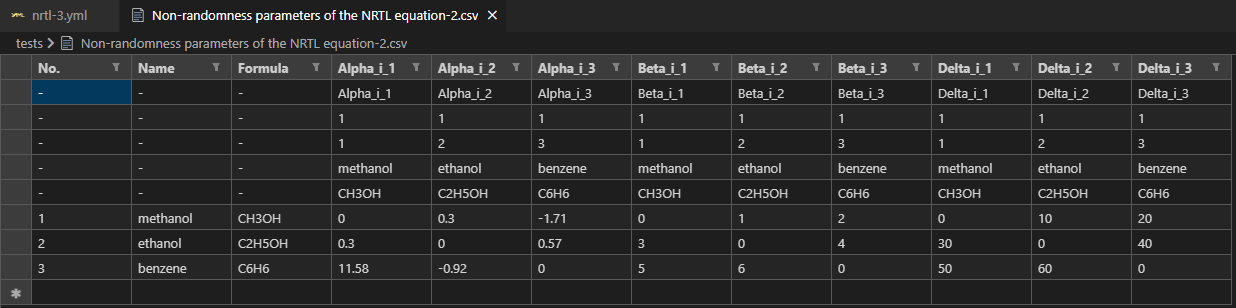 nrtl-3.yml Non-randomness parameters of the NRTL equation-2.csv
tests > Non-randomness parameters of the NRTL equation-2.csv
No. Name Formula Alpha_i_1 Alpha_i_2 Alpha_i_3 Beta_i_1 Beta_i_2 Beta_i_3 Delta_i_1 Delta_i_2 Delta_i_3
- - - Alpha_i_1 Alpha_i_2 Alpha_i_3 Beta_i_1 Beta_i_2 Beta_i_3 Delta_i_1 Delta_i_2 Delta_i_3
- - - 1 1 1 1 1 1 1 1 1
- - - 1 2 3 1 2 3 1 2 3
- - - methanol ethanol benzene methanol ethanol benzene methanol ethanol benzene
- - - CH3OH C2H5OH C6H6 CH3OH C2H5OH C6H6 CH3OH C2H5OH C6H6
1 methanol CH3OH 0 0.3 -1.71 0 1 2 0 10 20
2 ethanol C2H5OH 0.3 0 0.57 3 0 4 30 0 40
3 benzene C6H6 11.58 -0.92 0 5 6 0 50 60 0